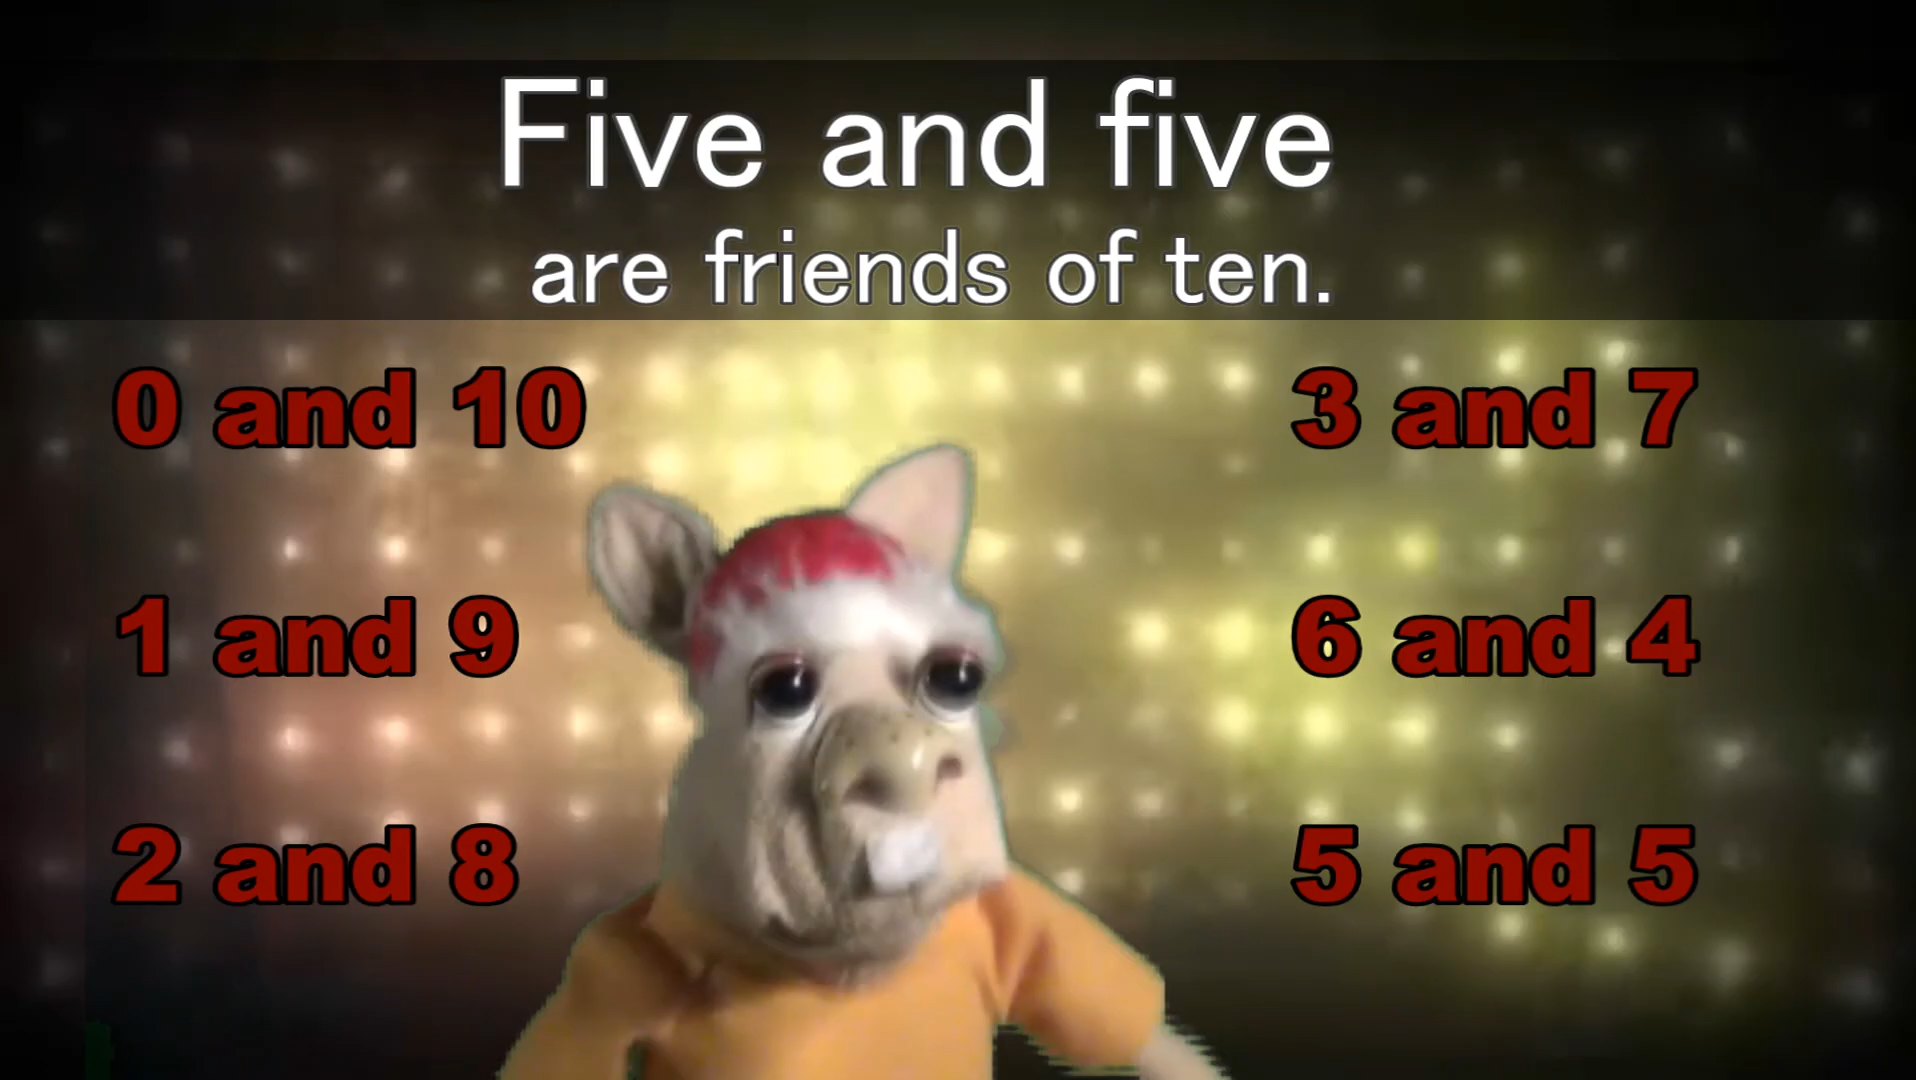 Five and five
are friends of ten.
0 and 10
1 and 9
2 and 8
3 and 7
6 and 4
5 and 5